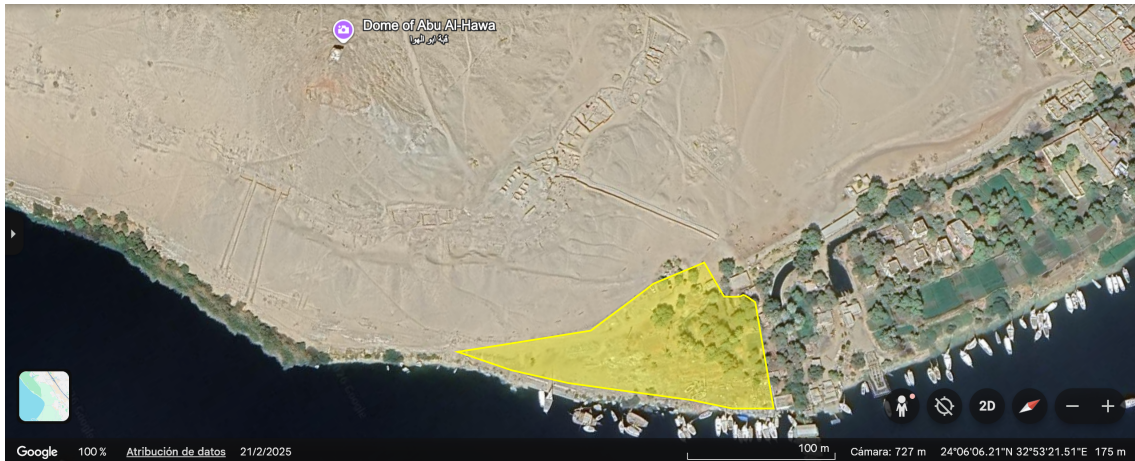 Dome of Abu Al-Hawa
قبة ابو الهوا
2D
100 m
Google
100 %
Atribución de datos
21/2/2025
Cámara: 727 m
24°06'06.21"N 32°53'21.51"E
175 m